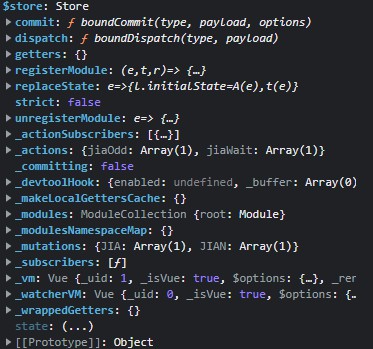 $store: Store
▶ commit: ƒ boundCommit(type, payload, options)
▶ dispatch: ƒ boundDispatch(type, payload)
▶ getters: {}
▶ registerModule: (e,t,r)=> {…}
▶ replaceState: e=>{l.initialState=A(e),t(e)}
strict: false
▶ unregisterModule: e=> {…}
▶ _actionSubscribers: [{…}]
▶ _actions: {jiaOdd: Array(1), jiaWait: Array(1)}
_committing: false
▶ _devtoolHook: {enabled: undefined, _buffer: Array(0)
▶ _makeLocalGettersCache: {}
▶ _modules: ModuleCollection {root: Module}
▶ _modulesNamespaceMap: {}
▶ _mutations: {JIA: Array(1), JIAN: Array(1)}
▶ _subscribers: [ƒ]
▶ _vm: Vue {_uid: 1, _isVue: true, $options: {…}, _ren
▶ _watcherVM: Vue {_uid: 0, _isVue: true, $options: {…
▶ _wrappedGetters: {}
state: (...)
▶ [[Prototype]]: Object